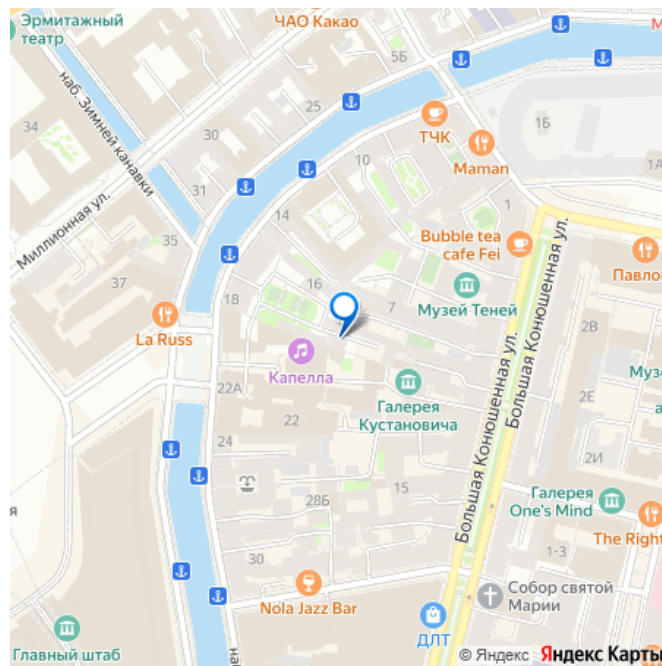 Эрмитажный
театр
ЧАО Какао
5Б
М
наб. Зимней канавки
34
25
30
ТЧК
1Б
Maman
1А
10
31
Миллионная ул.
35
14
1
Bubble tea
cafe Fei
Большая Конюшенная ул.
Павло
37
16
7
Музей Теней
18
La Russ
2В
Капелла
Музе
а
22А
Галерея
Кустановича
2Е
22
24
Большая Конюшенная ул.
2И
15
28Б
Галерея
One's Mind
я
The Right
30
1-3
Nola Jazz Bar
Собор святой
Марии
ДЛТ
Главный штаб
наб
© Яндекс Яндекс Карты